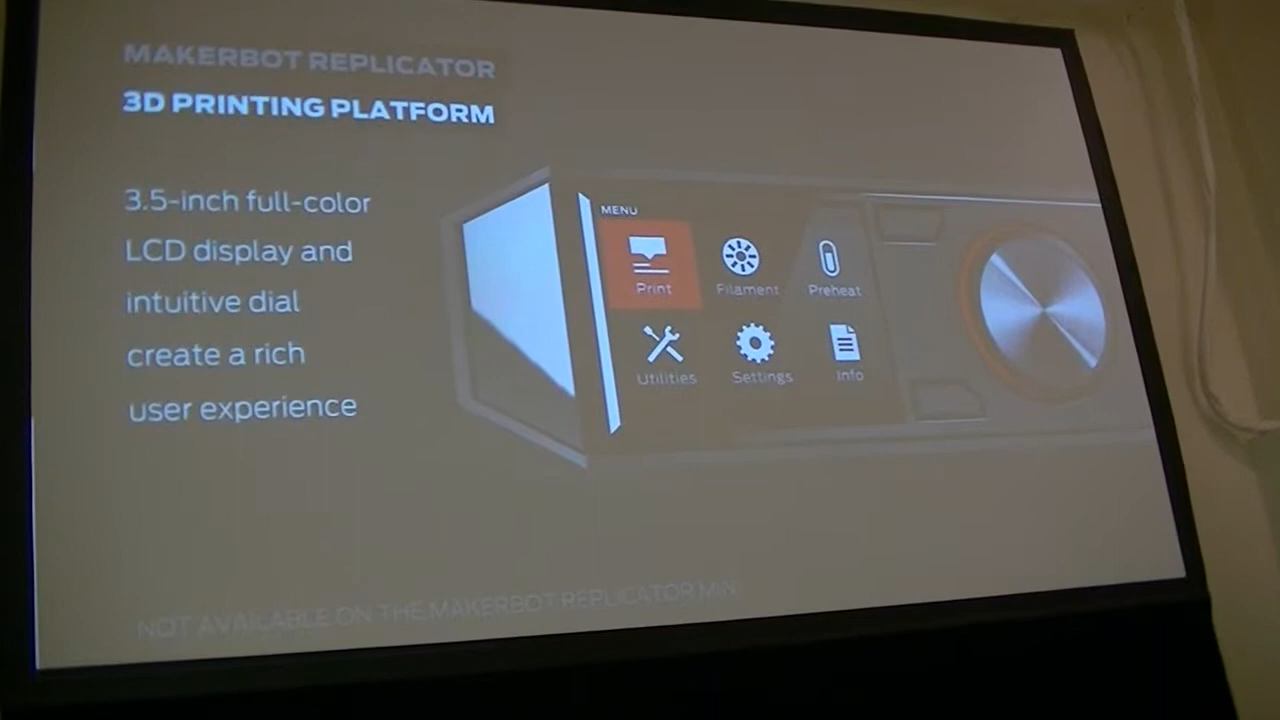 MAKERBOT REPLICATOR
3D PRINTING PLATFORM
3.5-inch full-color
LCD display and
intuitive dial
create a rich
user experience
MENU
Print
Filament
Preheat
Utilities
Settings
Info
NOT AVAILABLE ON THE MAKERBOT REPLICATOR MINI